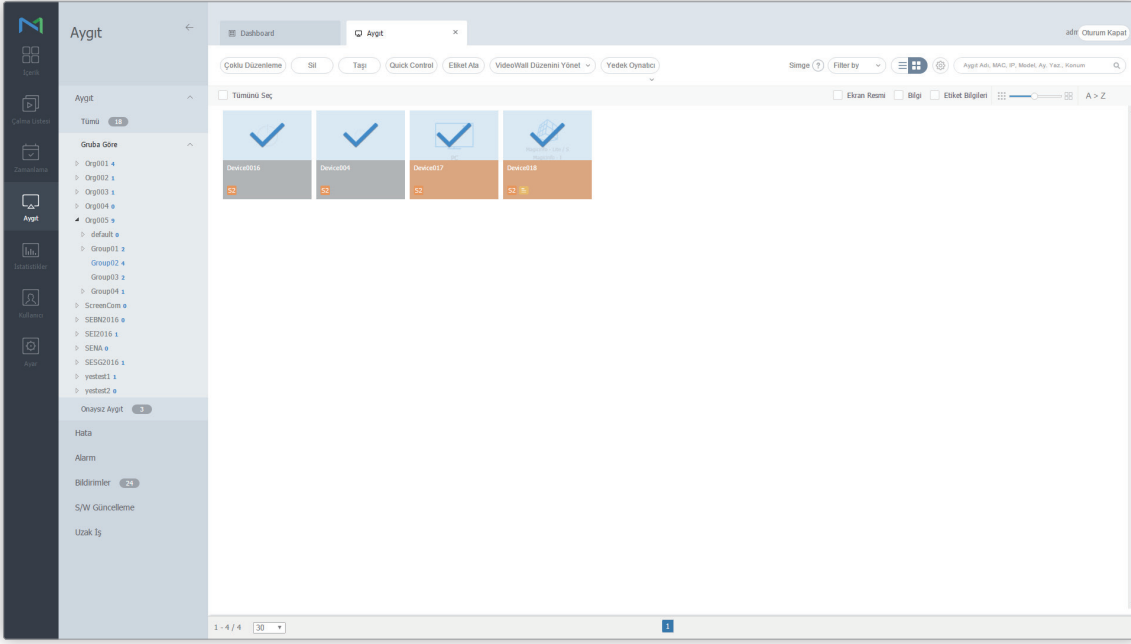 İçerik
Çalma Listesi
Zamanlama
Aygıt
İstatistikler
Kullanıcı
Ayar
Aygıt
Aygıt
Tümü 18
Gruba Göre
Org001 4
Org002 1
Org003 1
Org004 0
Org005 9
default 0
Group01 2
Group02 4
Group03 2
Group04 1
ScreenCom 0
SEBN2016 0
SEI2016 1
SENA 0
SESG2016 1
yestest1 1
yestest2 0
Onaysız Aygıt 3
Hata
Alarm
Bildirimler 24
S/W Güncelleme
Uzak İş
Dashboard
Aygıt ×
adır Oturum Kapat
Çoklu Düzenleme Sil Taşı Quick Control Etiket Ata VideoWall Düzenini Yönet Yedek Oynatıcı
Simge ? Filter by Aygıt Adı, MAC, IP, Model, Ay. Yaz., Konum
Tümünü Seç
Ekran Resmi Bilgi Etiket Bilgileri A > Z
Device0016
S2
Device004
S2
Device017
S2
Device018
S2
1 - 4 / 4 30
1